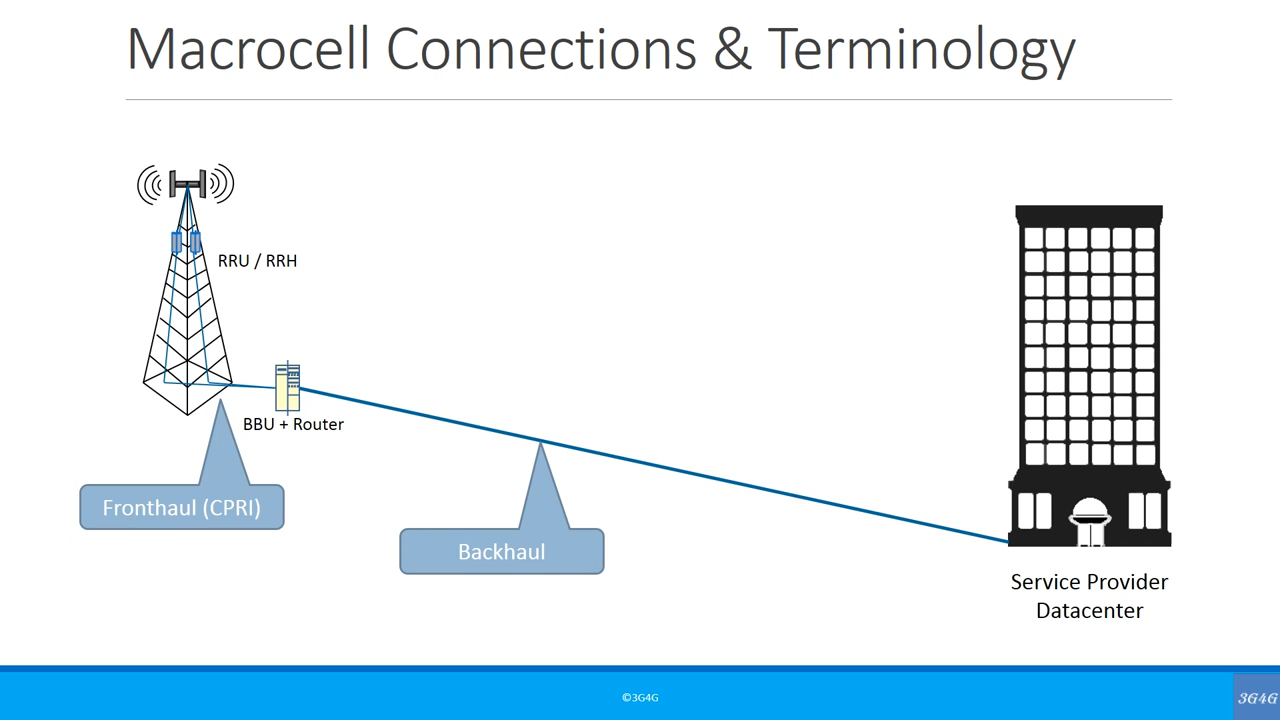 Macrocell Connections & Terminology
RRU / RRH
BBU + Router
Fronthaul (CPRI)
Backhaul
Service Provider
Datacenter
©3G4G
3G4G